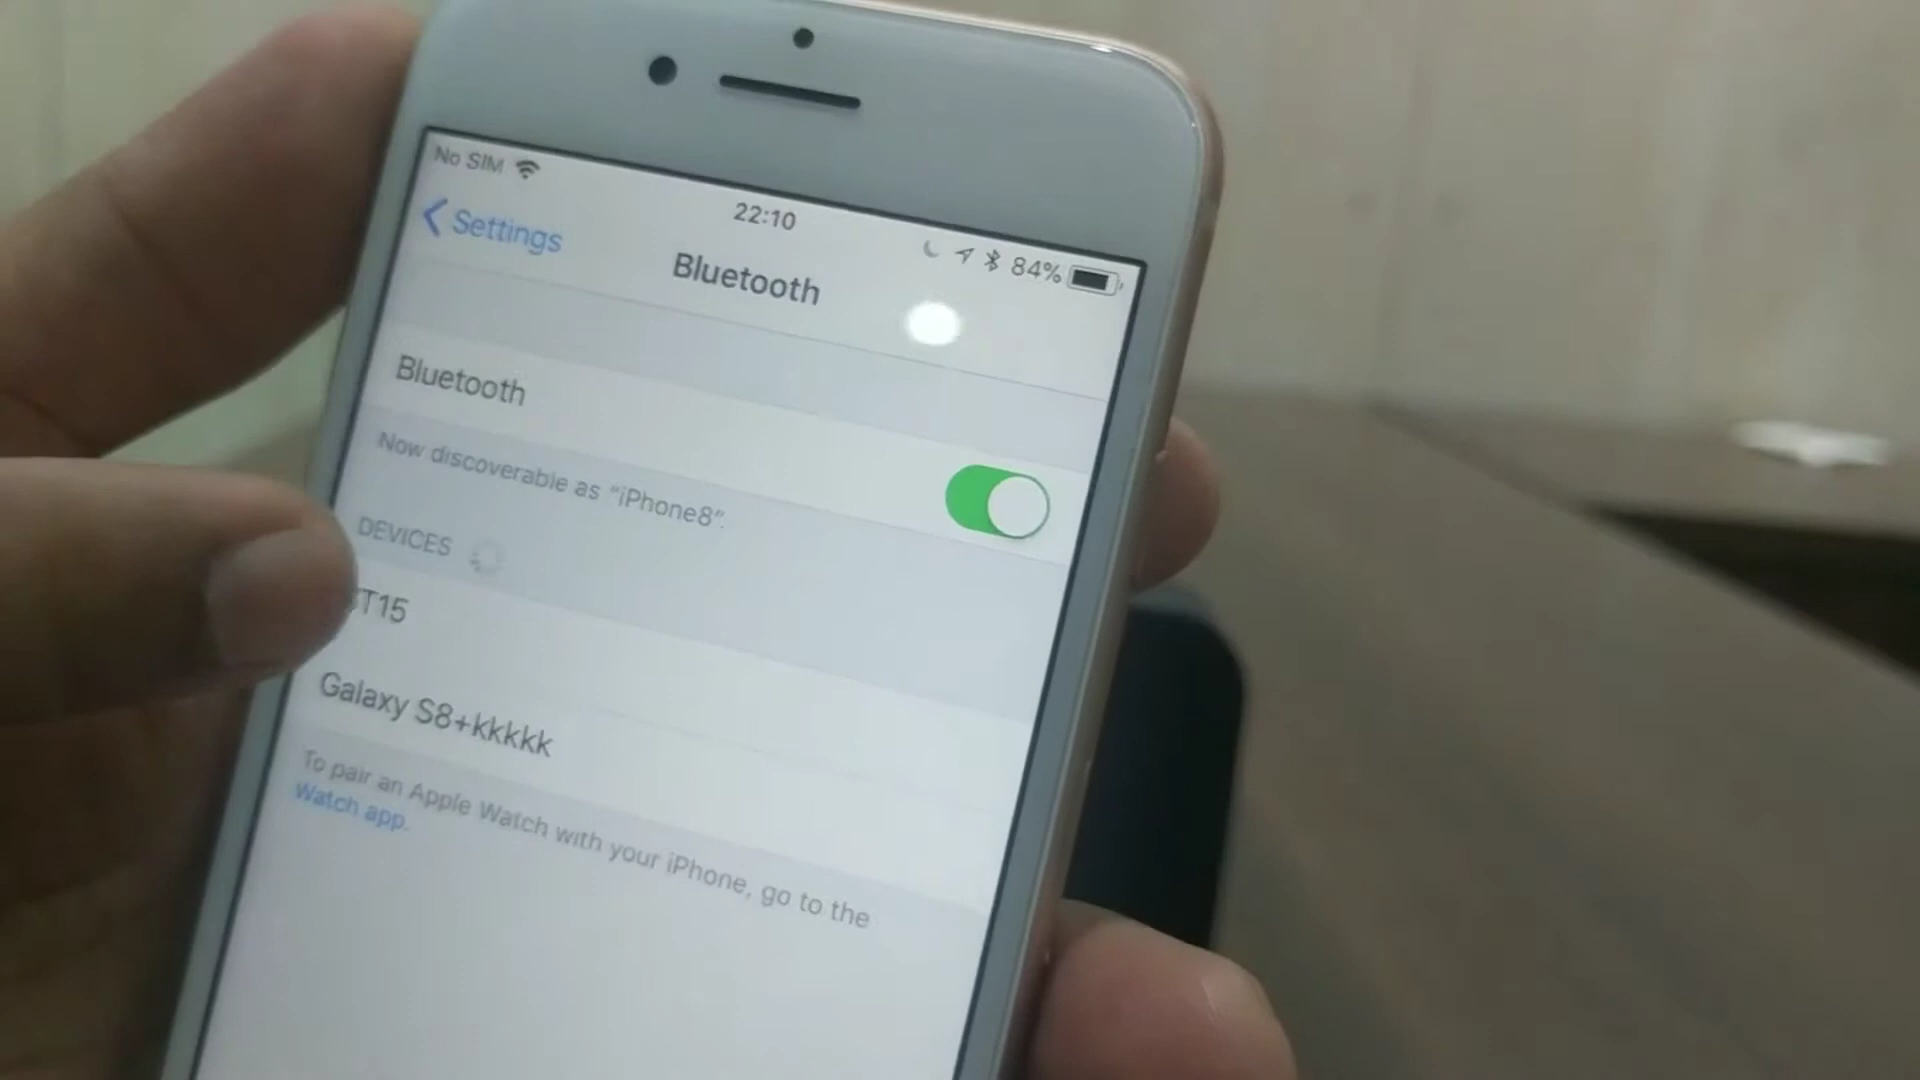 No SIM
22:10
84%
Settings
Bluetooth
Bluetooth
Now discoverable as “iPhone8”.
DEVICES
T15
Galaxy S8+kkkkk
To pair an Apple Watch with your iPhone, go to the
Watch app.